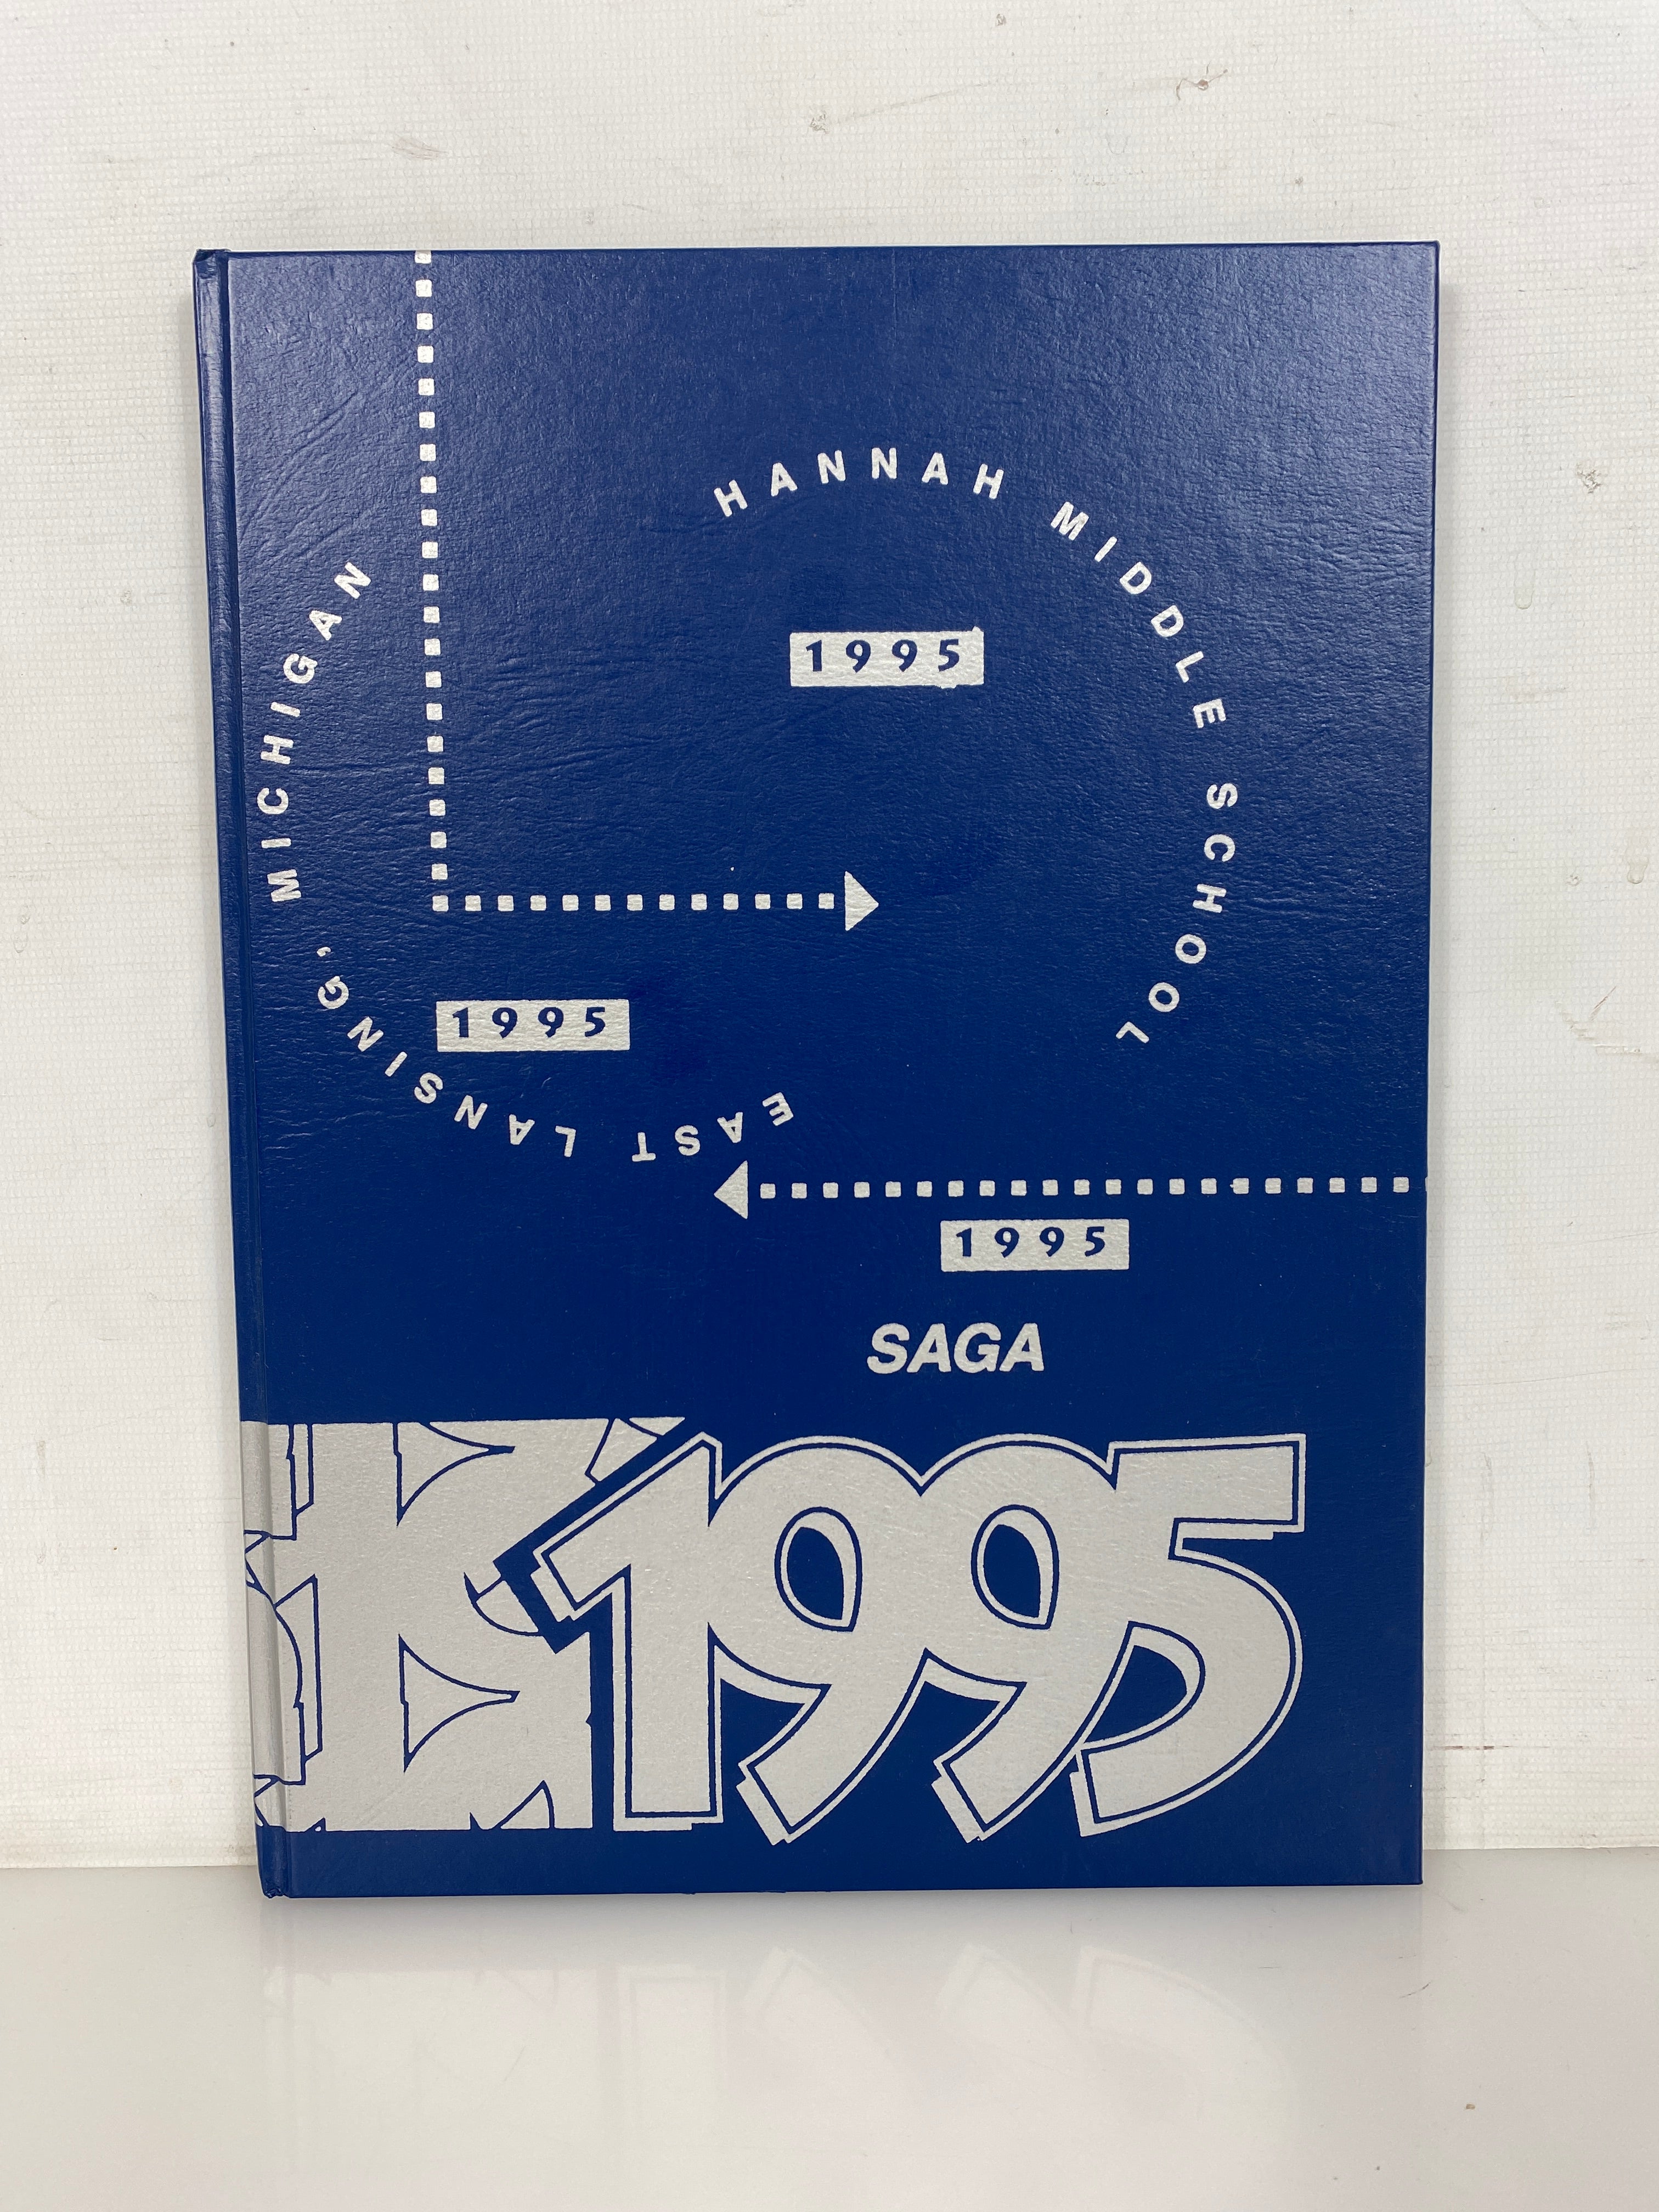 HANNAH MIDDLE SCHOOL
1995
EAST LANSING, MICHIGAN
1995
1995
SAGA
1995